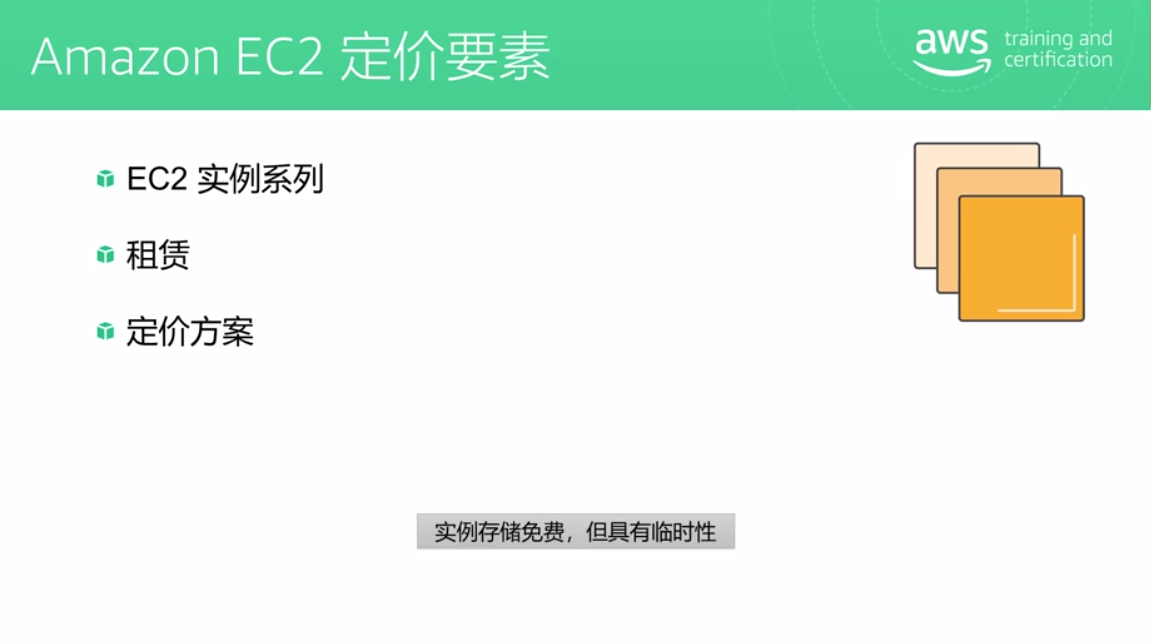 Amazon EC2 定价要素
aws training and
certification
EC2 实例系列
租赁
定价方案
实例存储免费，但具有临时性